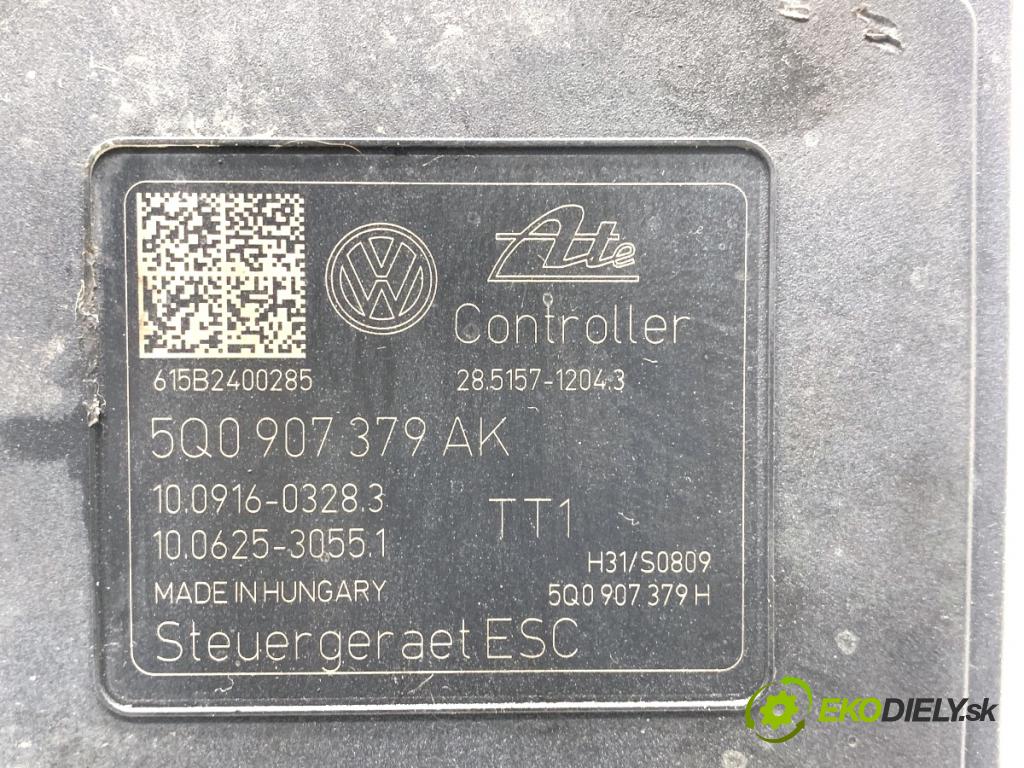 Ate
Controller
615B2400285
28.5157-1204.3
5Q0 907 379 AK
10.0916-0328.3
TT1
10.0625-3055.1
H31/S0809
MADE IN HUNGARY
5Q0 907 379 H
Steuergeraet ESC
EKODIELY.sk